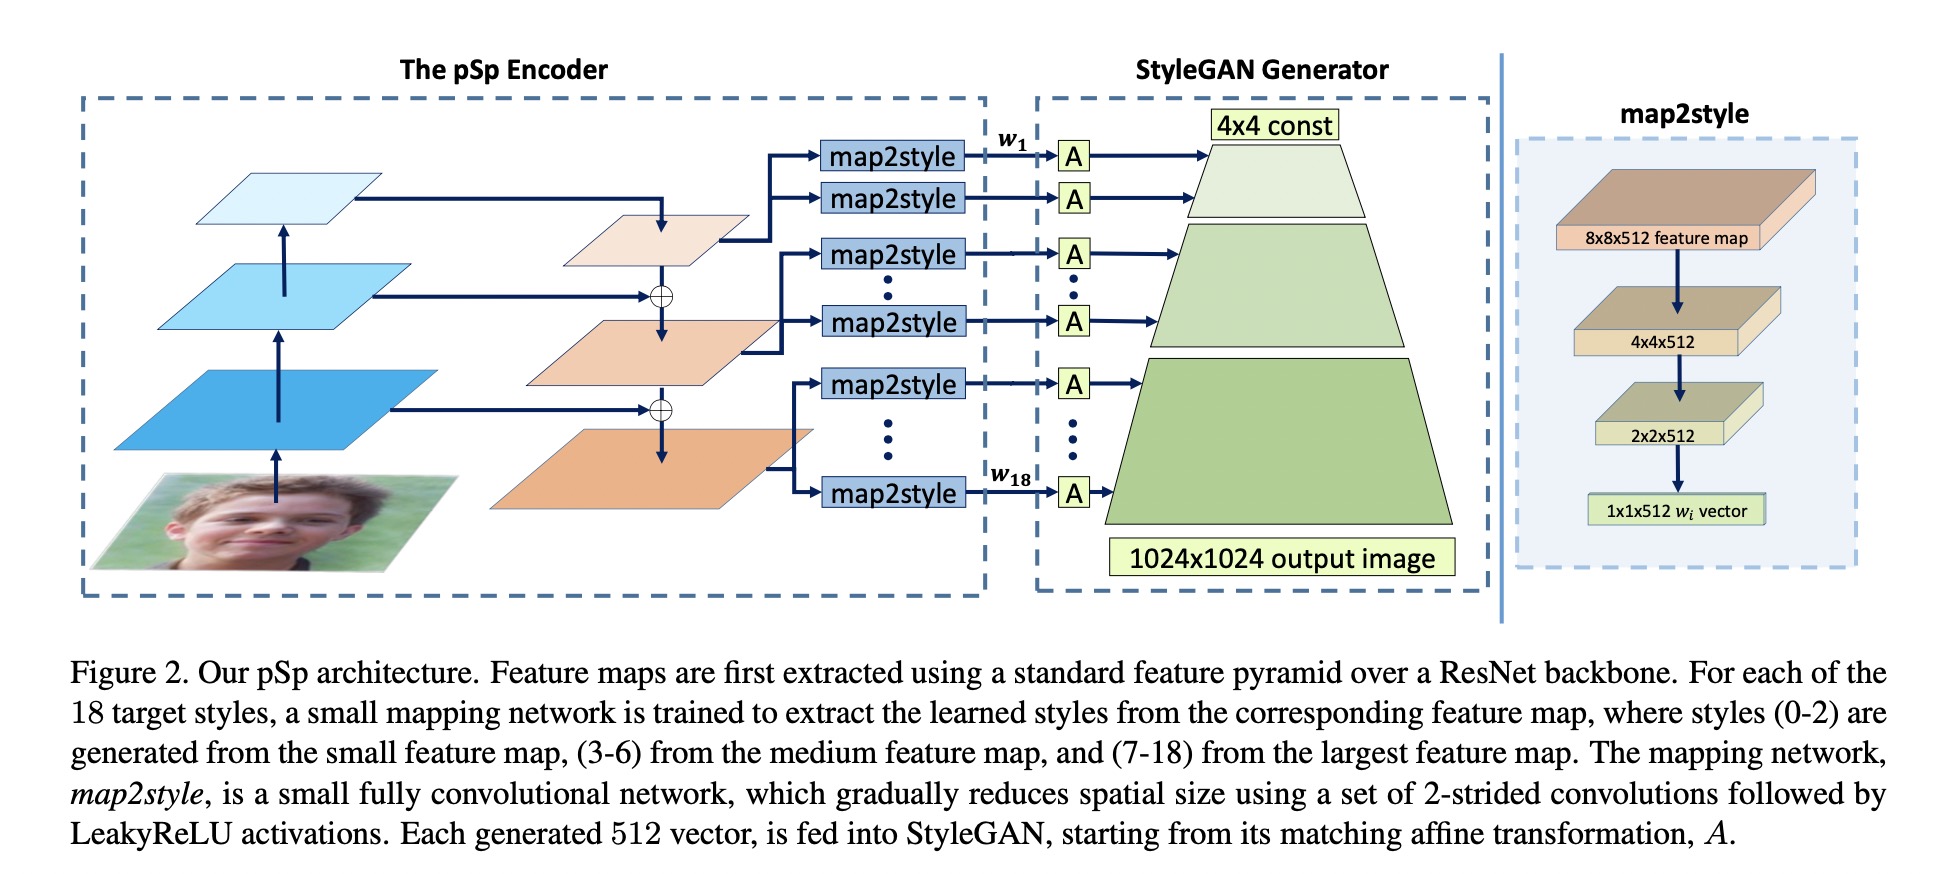 The pSp Encoder
StyleGAN Generator
map2style
4x4 const
map2style
w₁
A
map2style
A
map2style
A
map2style
A
map2style
A
map2style
w₁₈
A
1024x1024 output image
8x8x512 feature map
4x4x512
2x2x512
1x1x512 wᵢ vector
Figure 2. Our pSp architecture. Feature maps are first extracted using a standard feature pyramid over a ResNet backbone. For each of the
18 target styles, a small mapping network is trained to extract the learned styles from the corresponding feature map, where styles (0-2) are
generated from the small feature map, (3-6) from the medium feature map, and (7-18) from the largest feature map. The mapping network,
map2style, is a small fully convolutional network, which gradually reduces spatial size using a set of 2-strided convolutions followed by
LeakyReLU activations. Each generated 512 vector, is fed into StyleGAN, starting from its matching affine transformation, A.